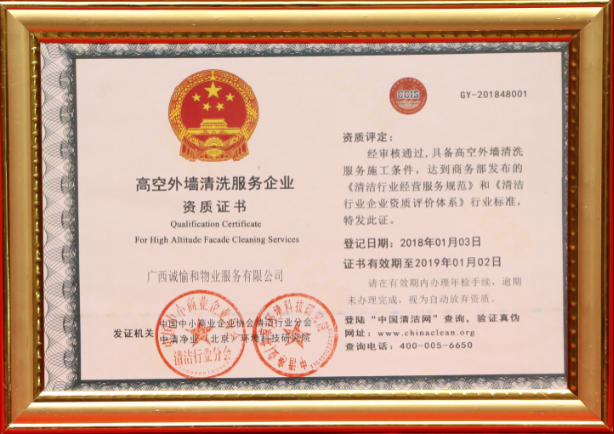 CCIS
GY-201848001
高空外墙清洗服务企业
资质证书
Qualification Certificate
For High Altitude Facade Cleaning Services
广西诚愉和物业服务有限公司
发证机关：
中国中小商业企业协会清洁行业分会
中清净业（北京）环境科技研究院
清洁行业分会
资质评定：
经审核通过，具备高空外墙清洗
服务施工条件，达到商务部发布的
《清洁行业经营服务规范》和《清洁
行业企业资质评价体系》行业标准，
特发此证。
登记日期：2018年01月03日
证书有效期至2019年01月02日
请在有效期内办理年检手续，逾期
未办理完成，视为自动放弃资质。
登陆“中国清洁网”查询、验证真伪
网址：www.chinaclean.org
查询电话：400-005-6650